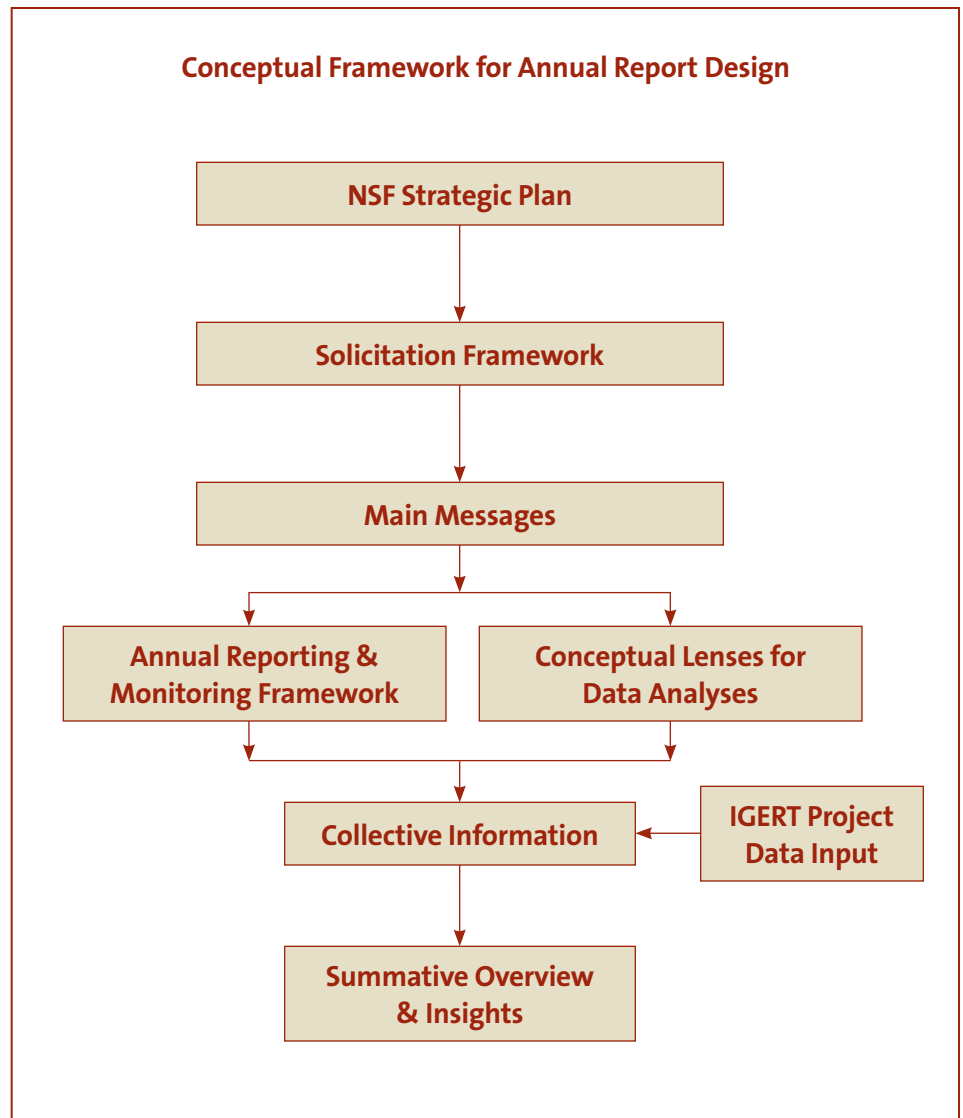 Conceptual Framework for Annual Report Design
NSF Strategic Plan
Solicitation Framework
Main Messages
Annual Reporting &
Monitoring Framework
Conceptual Lenses for
Data Analyses
Collective Information
IGERT Project
Data Input
Summative Overview
& Insights